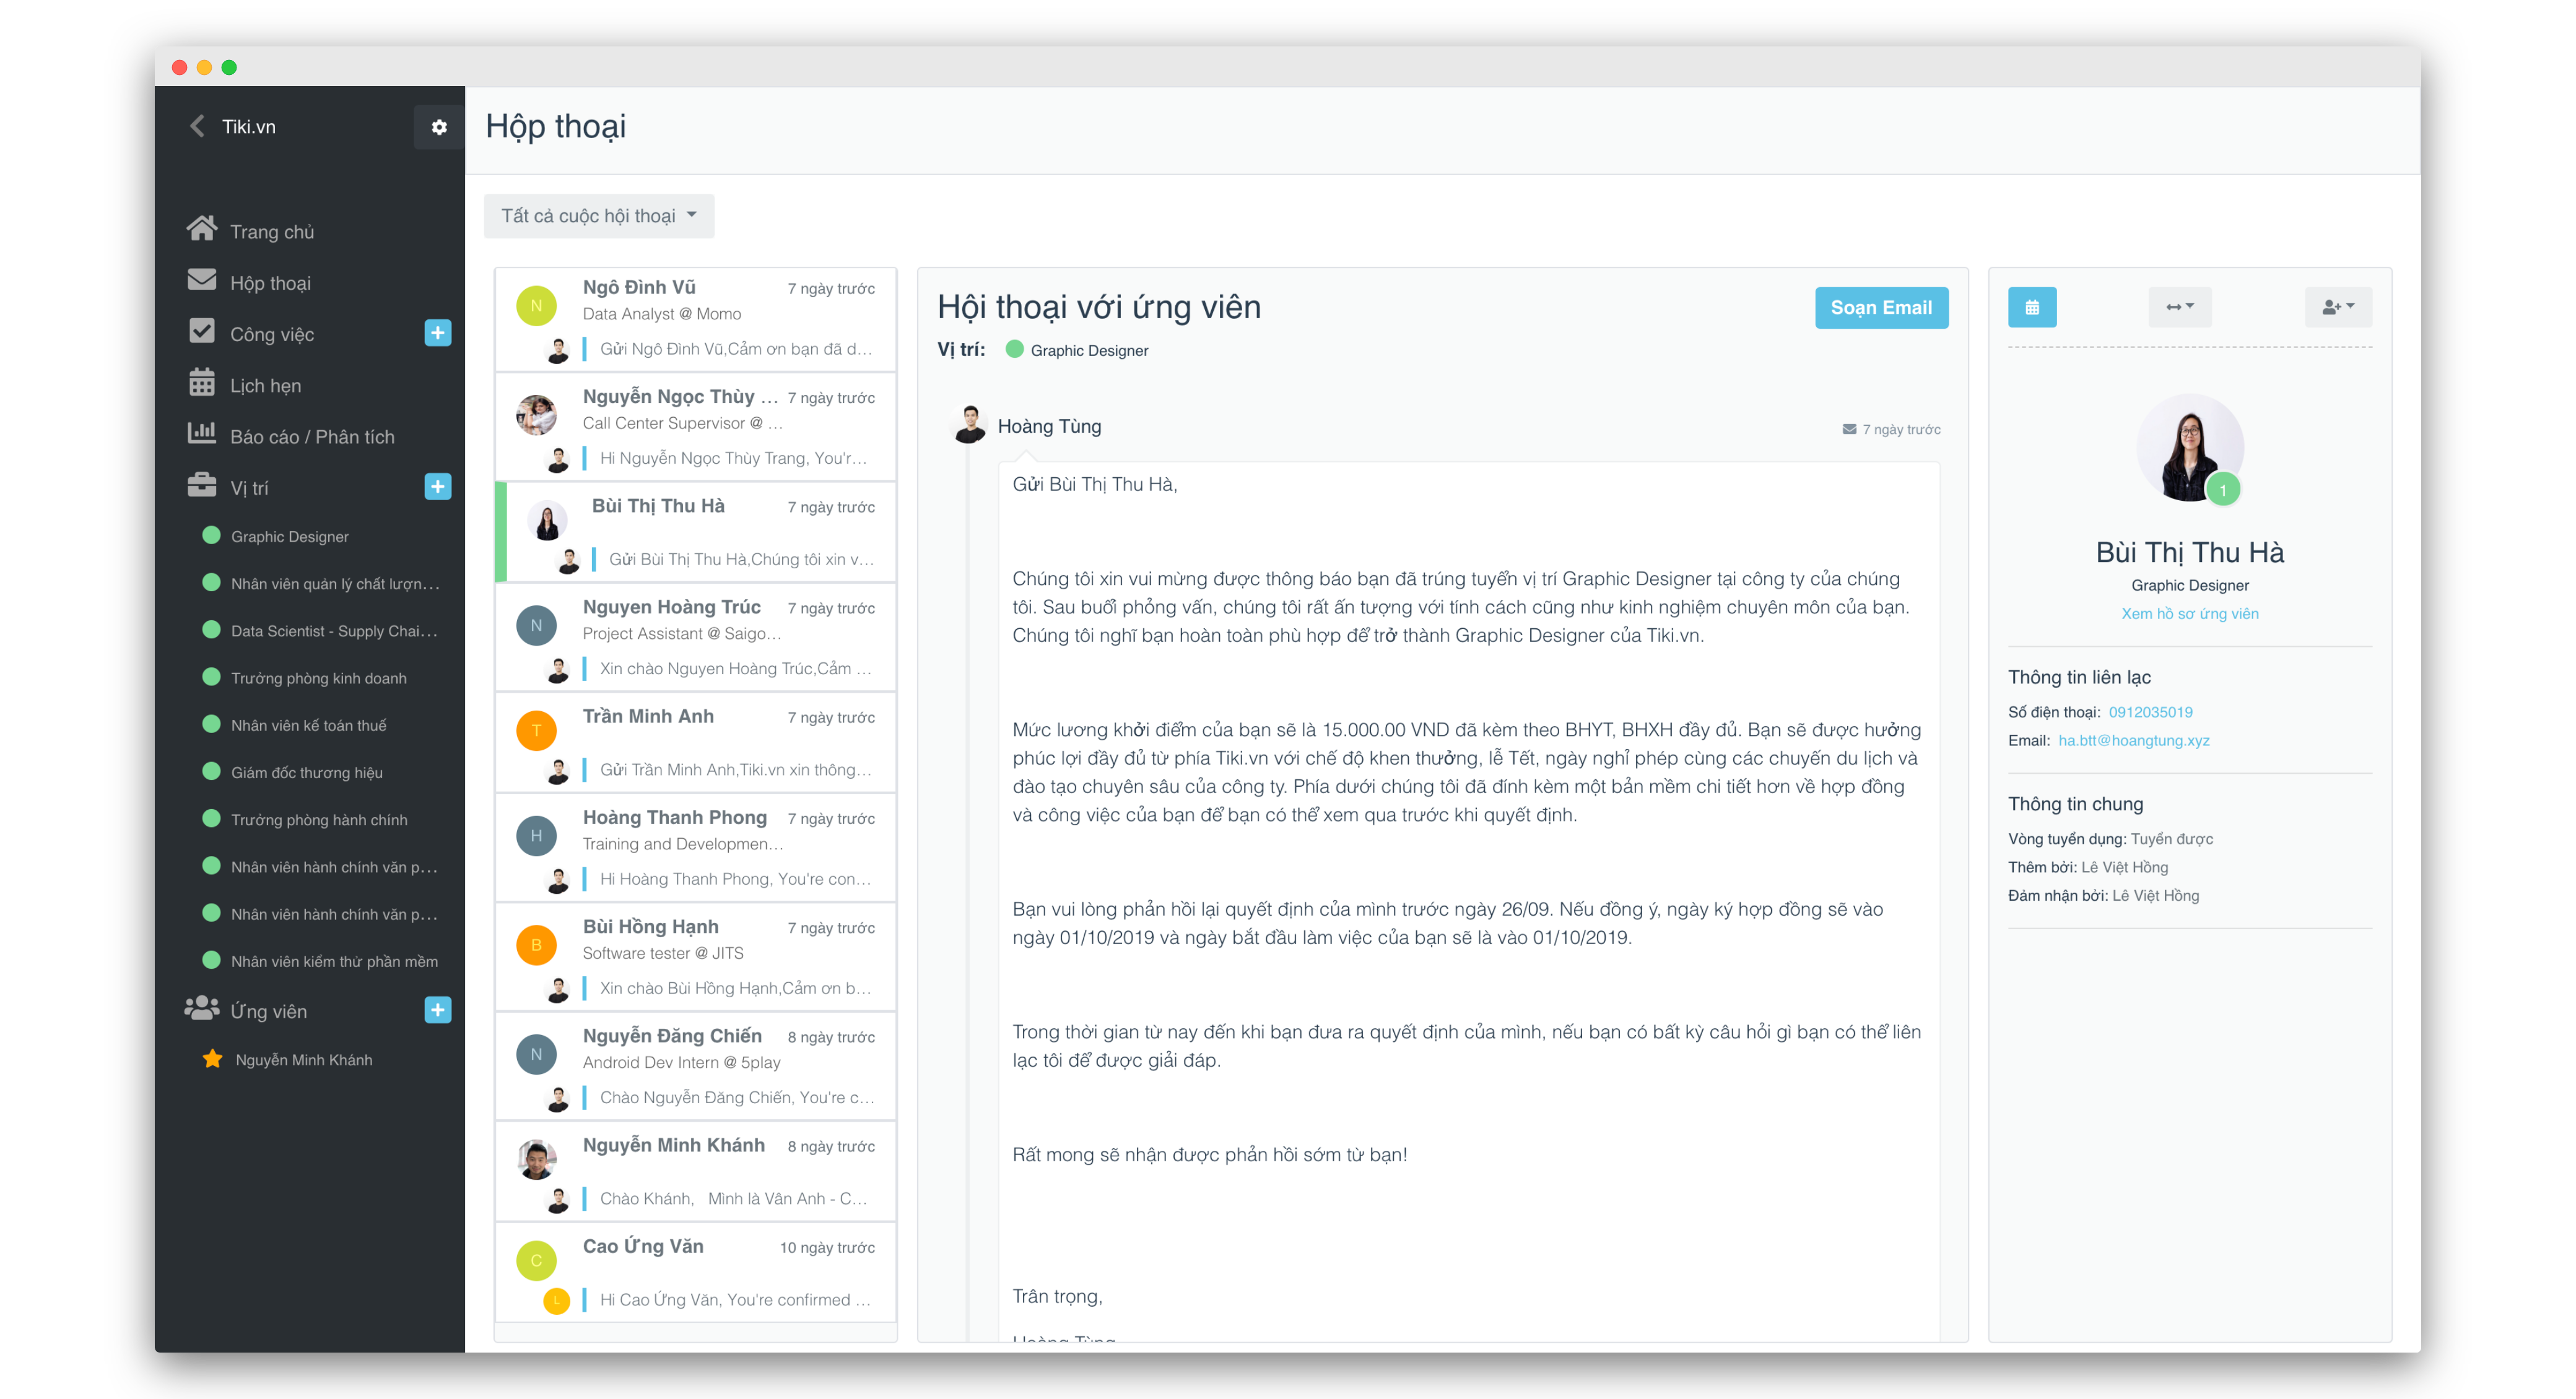 Tiki.vn
Trang chủ
Hộp thoại
Công việc
Lịch hẹn
Báo cáo / Phân tích
Vị trí
Graphic Designer
Nhân viên quản lý chất lượn...
Data Scientist - Supply Chai...
Trưởng phòng kinh doanh
Nhân viên kế toán thuế
Giám đốc thương hiệu
Trưởng phòng hành chính
Nhân viên hành chính văn p...
Nhân viên hành chính văn p...
Nhân viên kiểm thử phần mềm
Ứng viên
Nguyễn Minh Khánh
Hộp thoại
Tất cả cuộc hội thoại
N
Ngô Đình Vũ 7 ngày trước
Data Analyst @ Momo
Gửi Ngô Đình Vũ,Cảm ơn bạn đã d...
Nguyễn Ngọc Thùy ... 7 ngày trước
Call Center Supervisor @ ...
Hi Nguyễn Ngọc Thùy Trang, You'r...
Bùi Thị Thu Hà 7 ngày trước
Gửi Bùi Thị Thu Hà,Chúng tôi xin v...
N
Nguyen Hoàng Trúc 7 ngày trước
Project Assistant @ Saigo...
Xin chào Nguyen Hoàng Trúc,Cảm ...
T
Trần Minh Anh 7 ngày trước
Gửi Trần Minh Anh,Tiki.vn xin thông...
H
Hoàng Thanh Phong 7 ngày trước
Training and Developmen...
Hi Hoàng Thanh Phong, You're con...
B
Bùi Hồng Hạnh 7 ngày trước
Software tester @ JITS
Xin chào Bùi Hồng Hạnh,Cảm ơn b...
N
Nguyễn Đăng Chiến 8 ngày trước
Android Dev Intern @ 5play
Chào Nguyễn Đăng Chiến, You're c...
Nguyễn Minh Khánh 8 ngày trước
Chào Khánh, Mình là Vân Anh - C...
C
Cao Ứng Văn 10 ngày trước
L
Hi Cao Ứng Văn, You're confirmed ...
Hội thoại với ứng viên
Soạn Email
Vị trí: Graphic Designer
Hoàng Tùng 7 ngày trước
Gửi Bùi Thị Thu Hà,
Chúng tôi xin vui mừng được thông báo bạn đã trúng tuyển vị trí Graphic Designer tại công ty của chúng
tôi. Sau buổi phỏng vấn, chúng tôi rất ấn tượng với tính cách cũng như kinh nghiệm chuyên môn của bạn.
Chúng tôi nghĩ bạn hoàn toàn phù hợp để trở thành Graphic Designer của Tiki.vn.
Mức lương khởi điểm của bạn sẽ là 15.000.00 VND đã kèm theo BHYT, BHXH đầy đủ. Bạn sẽ được hưởng
phúc lợi đầy đủ từ phía Tiki.vn với chế độ khen thưởng, lễ Tết, ngày nghỉ phép cùng các chuyến du lịch và
đào tạo chuyên sâu của công ty. Phía dưới chúng tôi đã đính kèm một bản mềm chi tiết hơn về hợp đồng
và công việc của bạn để bạn có thể xem qua trước khi quyết định.
Bạn vui lòng phản hồi lại quyết định của mình trước ngày 26/09. Nếu đồng ý, ngày ký hợp đồng sẽ vào
ngày 01/10/2019 và ngày bắt đầu làm việc của bạn sẽ là vào 01/10/2019.
Trong thời gian từ nay đến khi bạn đưa ra quyết định của mình, nếu bạn có bất kỳ câu hỏi gì bạn có thể liên
lạc tôi để được giải đáp.
Rất mong sẽ nhận được phản hồi sớm từ bạn!
Trân trọng,
Hoàng Tùng
1
Bùi Thị Thu Hà
Graphic Designer
Xem hồ sơ ứng viên
Thông tin liên lạc
Số điện thoại: 0912035019
Email: ha.btt@hoangtung.xyz
Thông tin chung
Vòng tuyển dụng: Tuyển được
Thêm bởi: Lê Việt Hồng
Đảm nhận bởi: Lê Việt Hồng